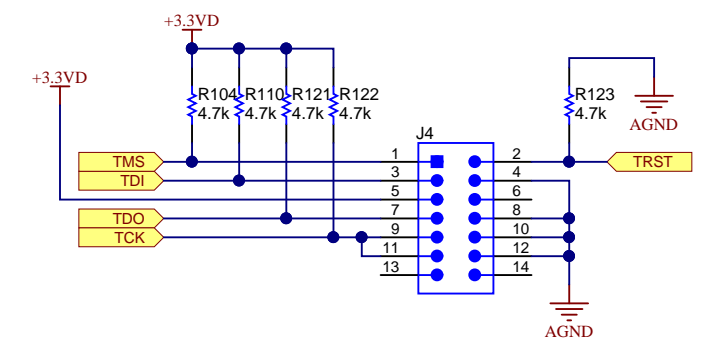 +3.3VD
+3.3VD
R104 R110 R121 R122 R123
4.7k 4.7k 4.7k 4.7k 4.7k
AGND
J4
TMS 1 2 TRST
TDI 3 4
5 6
TDO 7 8
TCK 9 10
11 12
13 14
AGND